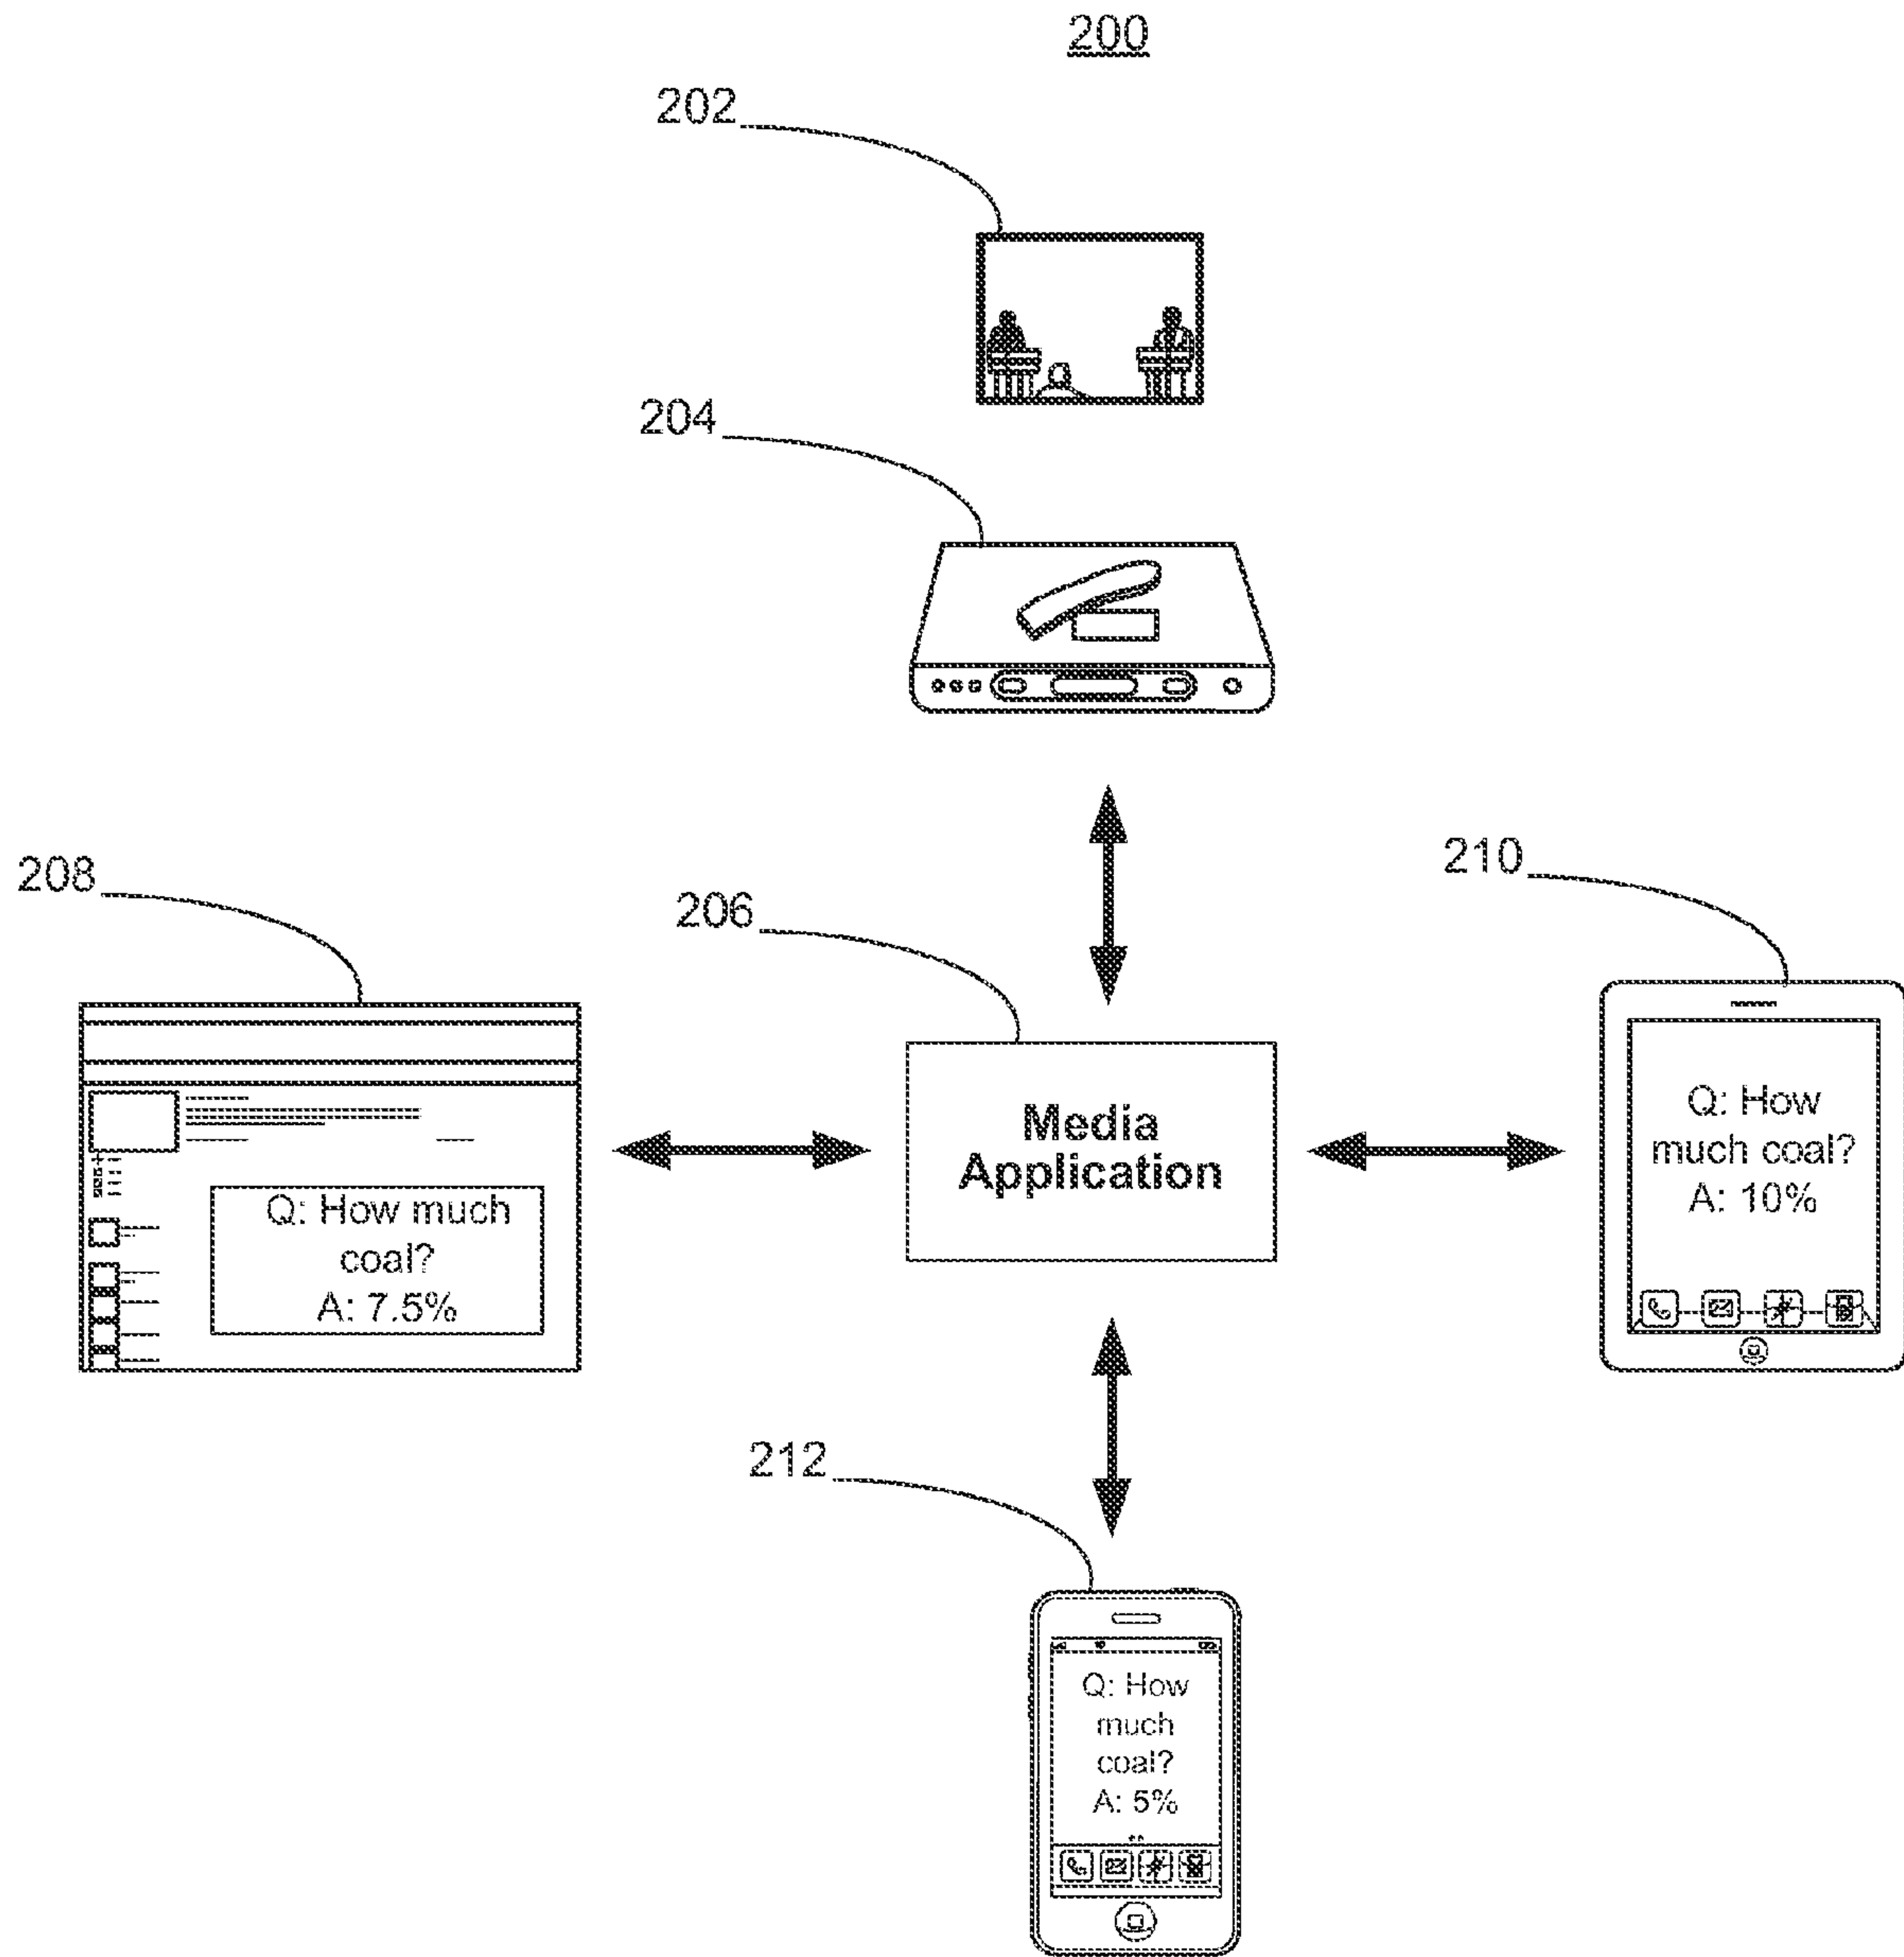 200
202
204
208
206
210
Media
Application
Q: How much
coal?
A: 7.5%
Q: How
much coal?
A: 10%
212
Q: How
much
coal?
A: 5%